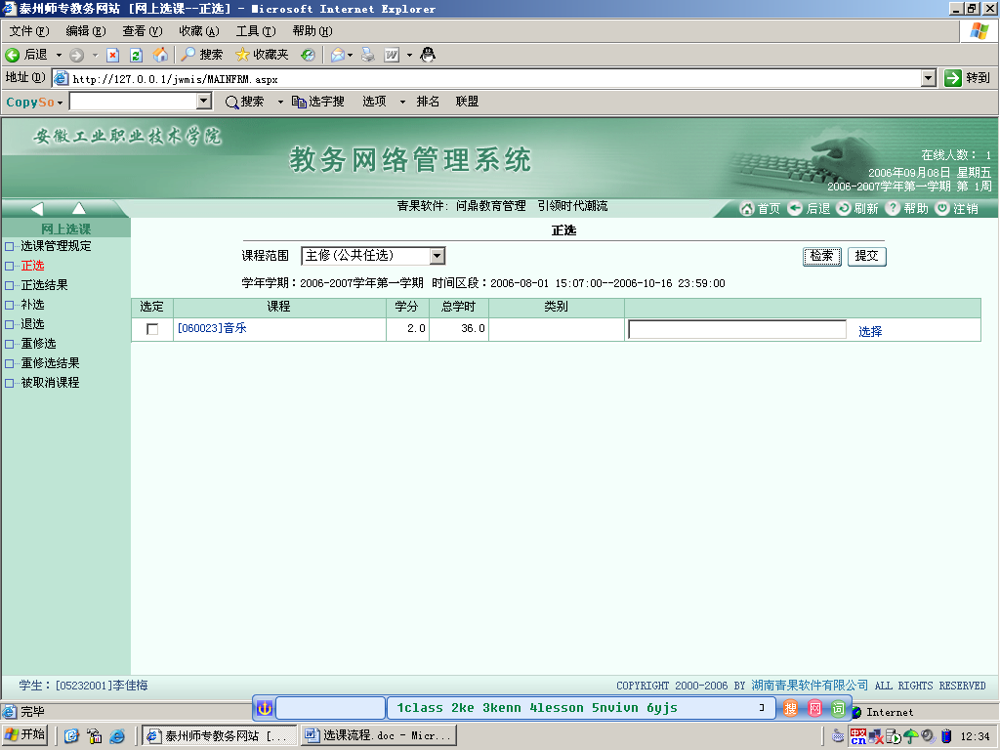 泰州师专教务网站 [网上选课--正选] - Microsoft Internet Explorer
文件(F) 编辑(E) 查看(V) 收藏(A) 工具(T) 帮助(H)
后退 搜索 收藏夹
地址(D) http://127.0.0.1/jwmis/MAINFRM.aspx 转到
CopySo 搜索 选字搜 选项 排名 联盟
安徽工业职业技术学院
教务网络管理系统
在线人数： 1
2006年09月08日 星期五
2006-2007学年第一学期 第 1周
青果软件: 问鼎教育管理 引领时代潮流
首页 后退 刷新 帮助 注销
网上选课
选课管理规定
正选
正选结果
补选
退选
重修选
重修选结果
被取消课程
正选
课程范围 主修(公共任选) 检索 提交
学年学期：2006-2007学年第一学期 时间区段：2006-08-01 15:07:00--2006-10-16 23:59:00
选定 课程 学分 总学时 类别
[060023]音乐 2.0 36.0 选择
学生：[05232001]李佳梅
COPYRIGHT 2000-2006 BY 湖南青果软件有限公司 ALL RIGHTS RESERVED
完毕 Internet
1class 2ke 3kenn 4lesson 5nvivn 6yjs
搜 网 词
开始 泰州师专教务网站 [... 选课流程.doc - Micr... 12:34